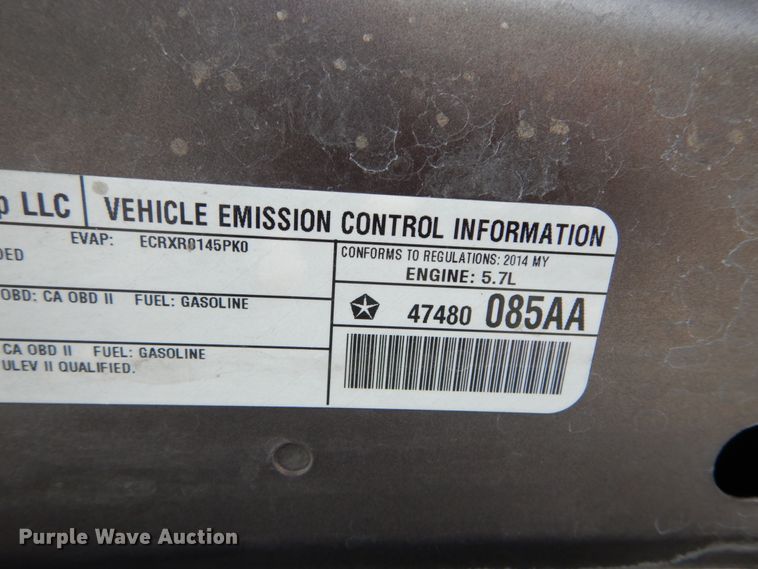 p LLC | VEHICLE EMISSION CONTROL INFORMATION
EVAP: ECRXR0145PK0
DED
OBD: CA OBD II FUEL: GASOLINE
CA OBD II FUEL: GASOLINE
ULEV II QUALIFIED.
CONFORMS TO REGULATIONS: 2014 MY
ENGINE: 5.7L
47480 085AA
Purple Wave Auction